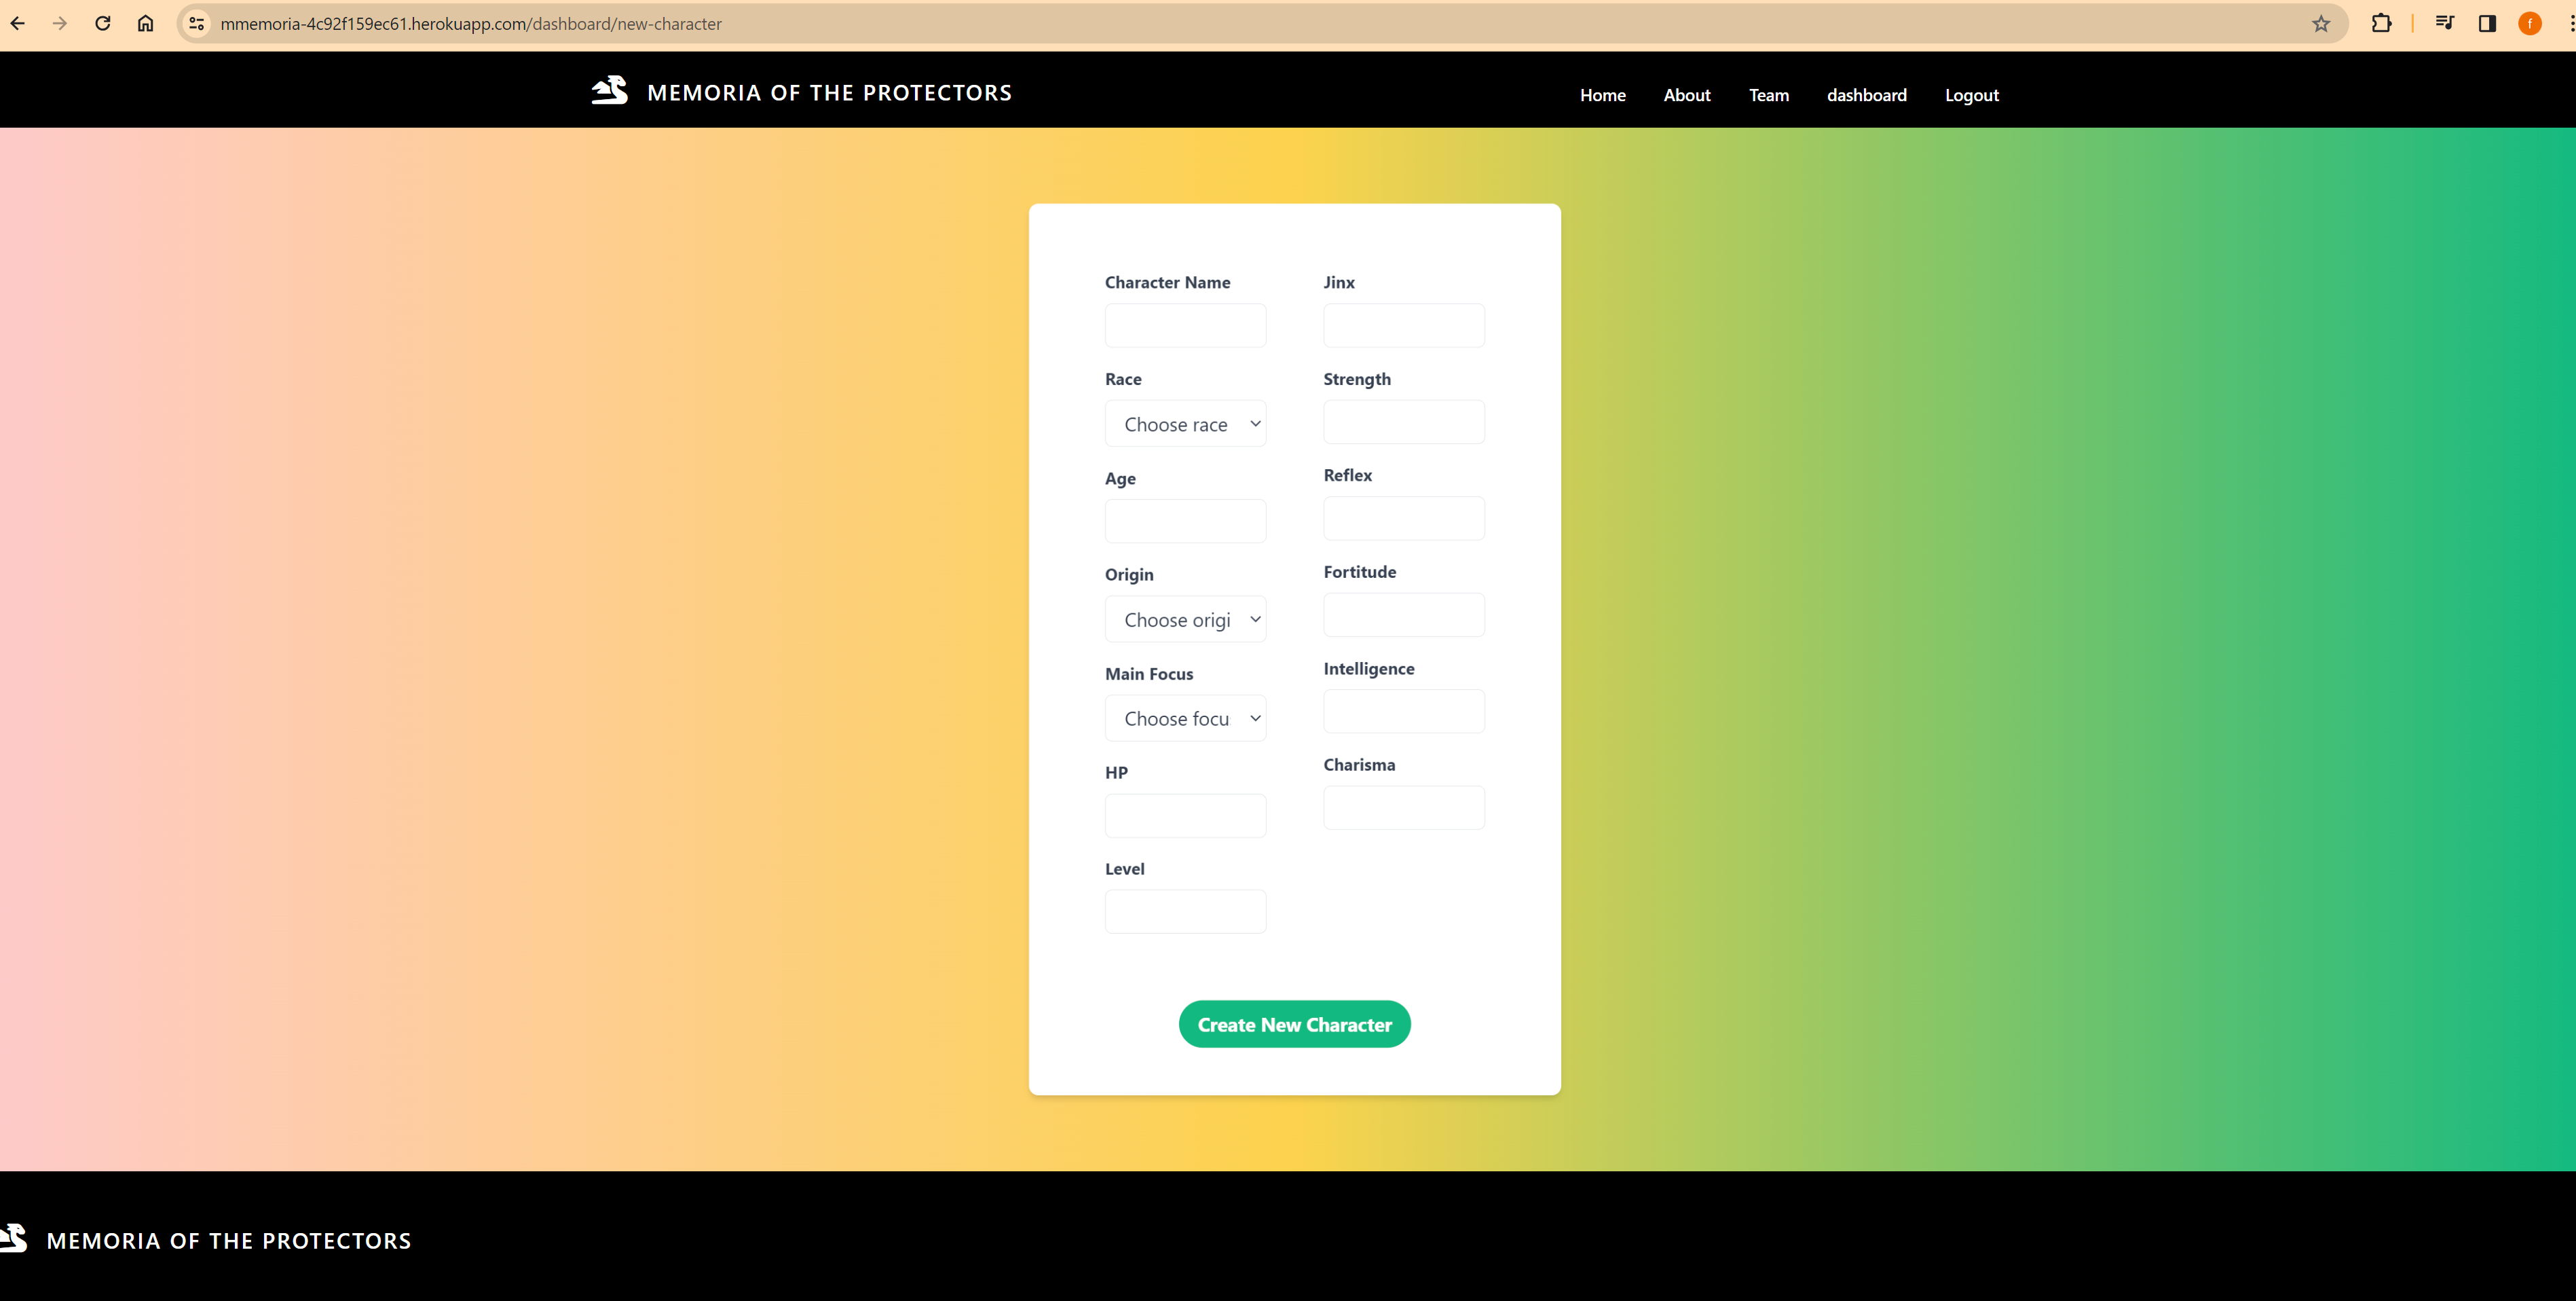 mmemoria-4c92f159ec61.herokuapp.com/dashboard/new-character
f
MEMORIA OF THE PROTECTORS
Home About Team dashboard Logout
Character Name
Race
Choose race
Age
Origin
Choose origi
Main Focus
Choose focu
HP
Level
Jinx
Strength
Reflex
Fortitude
Intelligence
Charisma
Create New Character
MEMORIA OF THE PROTECTORS